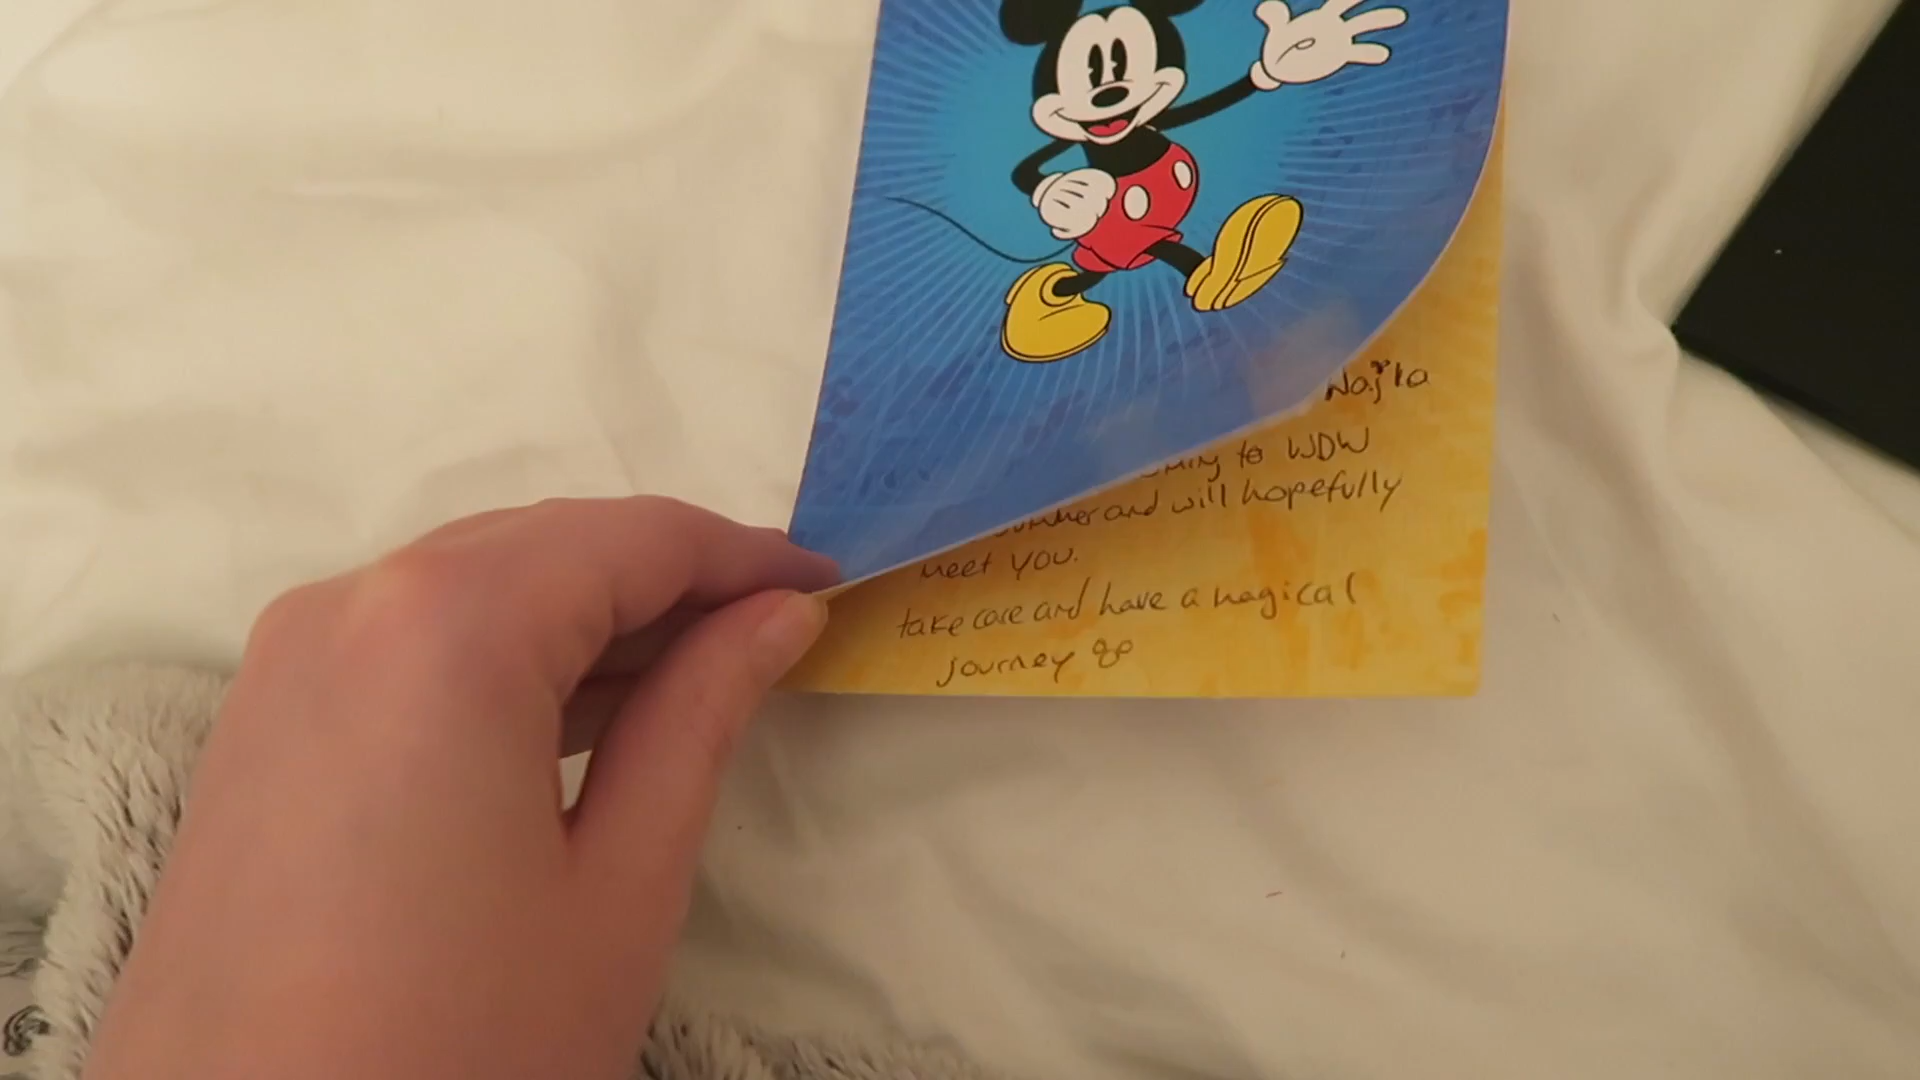 Najla
to WDW
and will hopefully
meet you.
take care and have a magical
journey